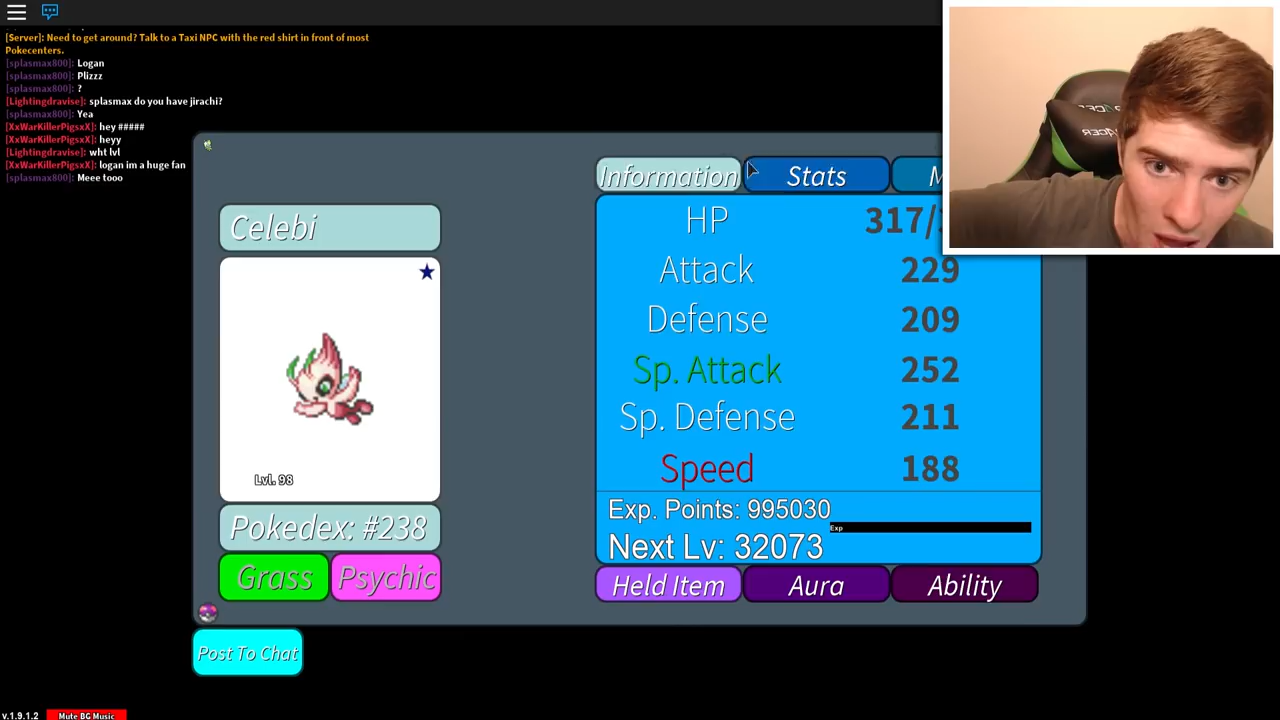 [Server]: Need to get around? Talk to a Taxi NPC with the red shirt in front of most
Pokecenters.
[splasmax800]: Logan
[splasmax800]: Plizzz
[splasmax800]: ?
[Lightingdravise]: splasmax do you have jirachi?
[splasmax800]: Yea
[XxWarKillerPigsxX]: hey #####
[XxWarKillerPigsxX]: heyy
[Lightingdravise]: wht lvl
[XxWarKillerPigsxX]: logan im a huge fan
[splasmax800]: Meee tooo
Celebi
Lvl. 98
Pokedex: #238
Grass Psychic
Post To Chat
Information Stats M
HP 317/
Attack 229
Defense 209
Sp. Attack 252
Sp. Defense 211
Speed 188
Exp. Points: 995030
Exp
Next Lv: 32073
Held Item Aura Ability
v.1.9.1.2 Mute BG Music